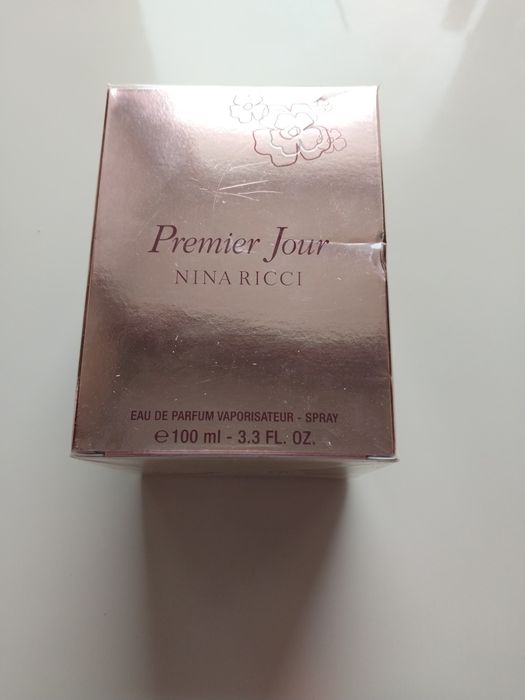 Premier Jour
NINA RICCI
EAU DE PARFUM VAPORISATEUR - SPRAY
℮100 ml - 3.3 FL. OZ.